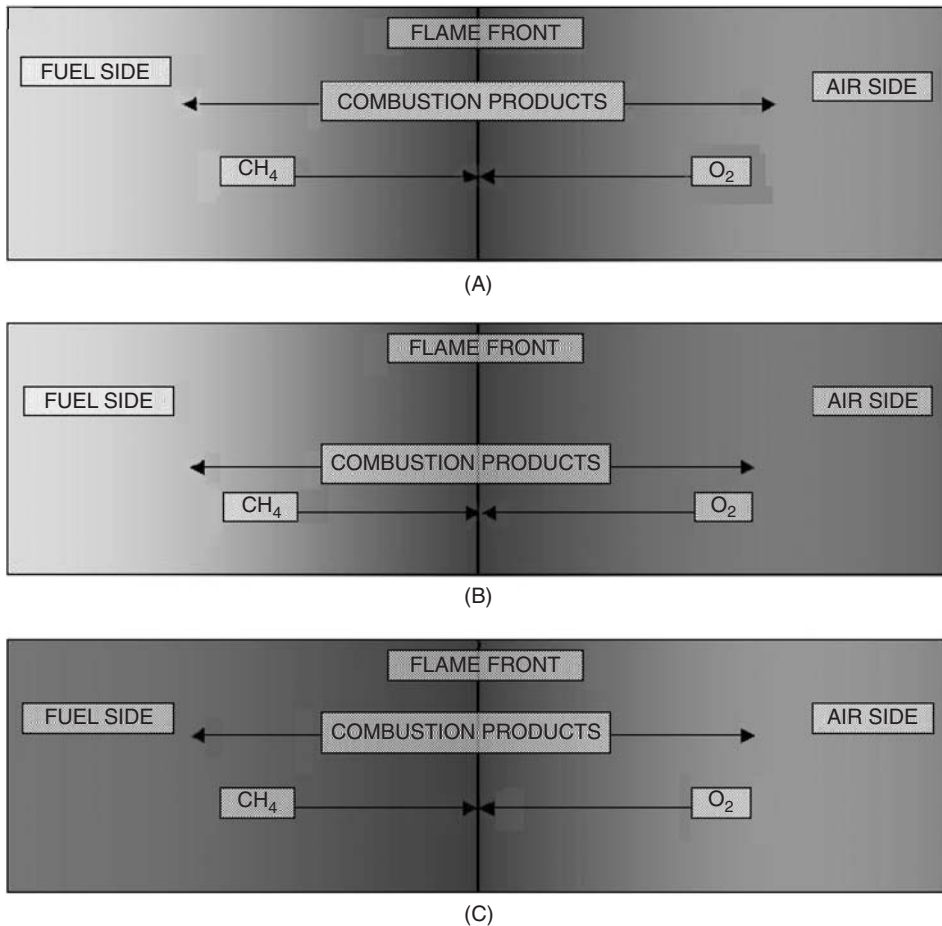 FLAME FRONT
FUEL SIDE
AIR SIDE
COMBUSTION PRODUCTS
CH₄
O₂
(A)
FLAME FRONT
FUEL SIDE
AIR SIDE
COMBUSTION PRODUCTS
CH₄
O₂
(B)
FLAME FRONT
FUEL SIDE
AIR SIDE
COMBUSTION PRODUCTS
CH₄
O₂
(C)